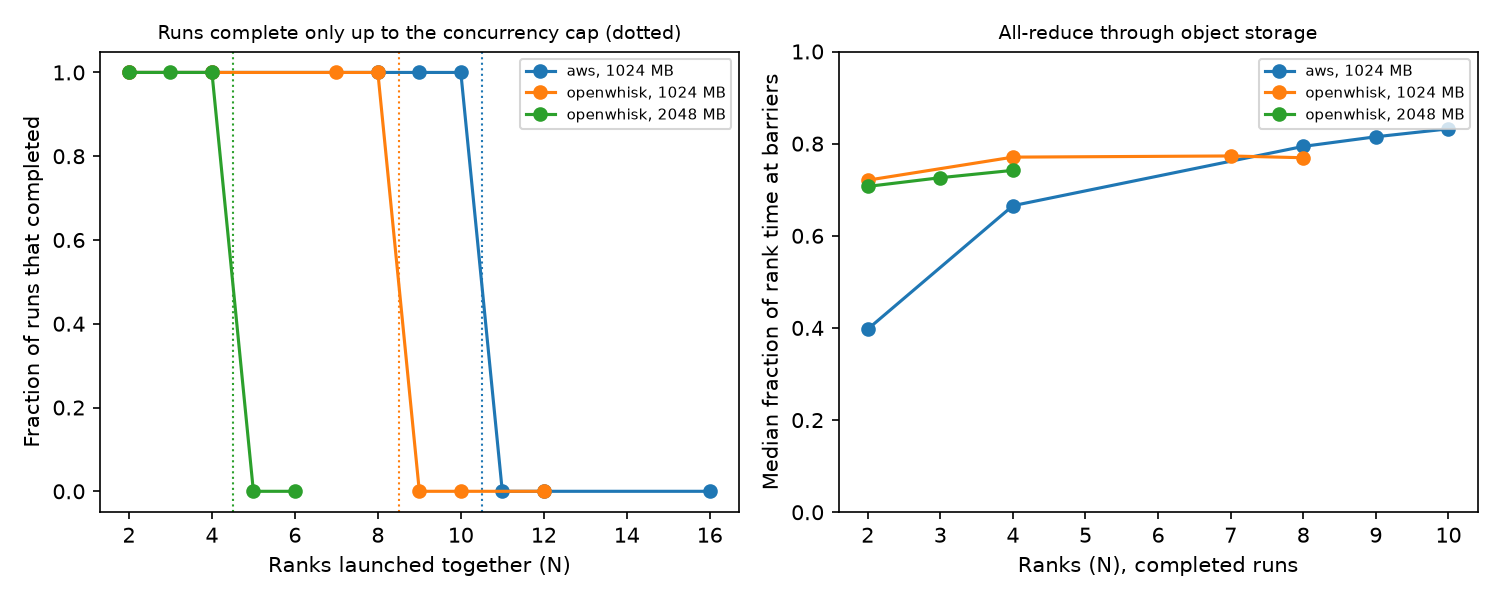 Runs complete only up to the concurrency cap (dotted)
Fraction of runs that completed
1.0
0.8
0.6
0.4
0.2
0.0
aws, 1024 MB
openwhisk, 1024 MB
openwhisk, 2048 MB
2 4 6 8 10 12 14 16
Ranks launched together (N)
All-reduce through object storage
Median fraction of rank time at barriers
1.0
0.8
0.6
0.4
0.2
0.0
aws, 1024 MB
openwhisk, 1024 MB
openwhisk, 2048 MB
2 3 4 5 6 7 8 9 10
Ranks (N), completed runs